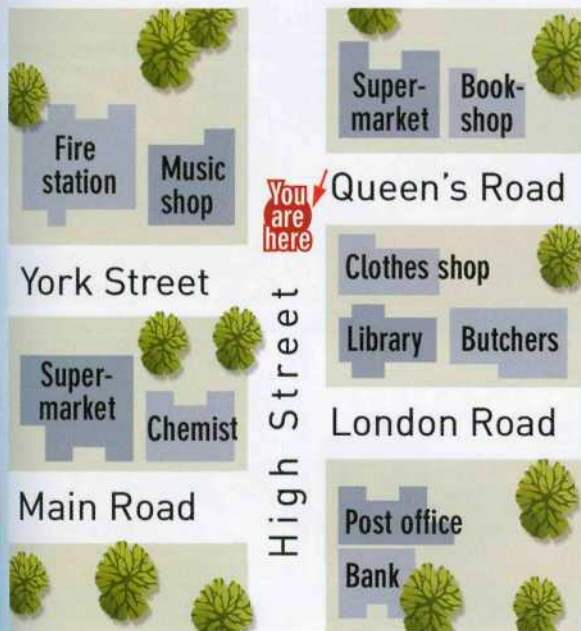 Fire
station
Music
shop
Super-
market
Book-
shop
You
are
here
Queen's Road
York Street
Clothes shop
Library
Butchers
High Street
Super-
market
Chemist
London Road
Main Road
Post office
Bank